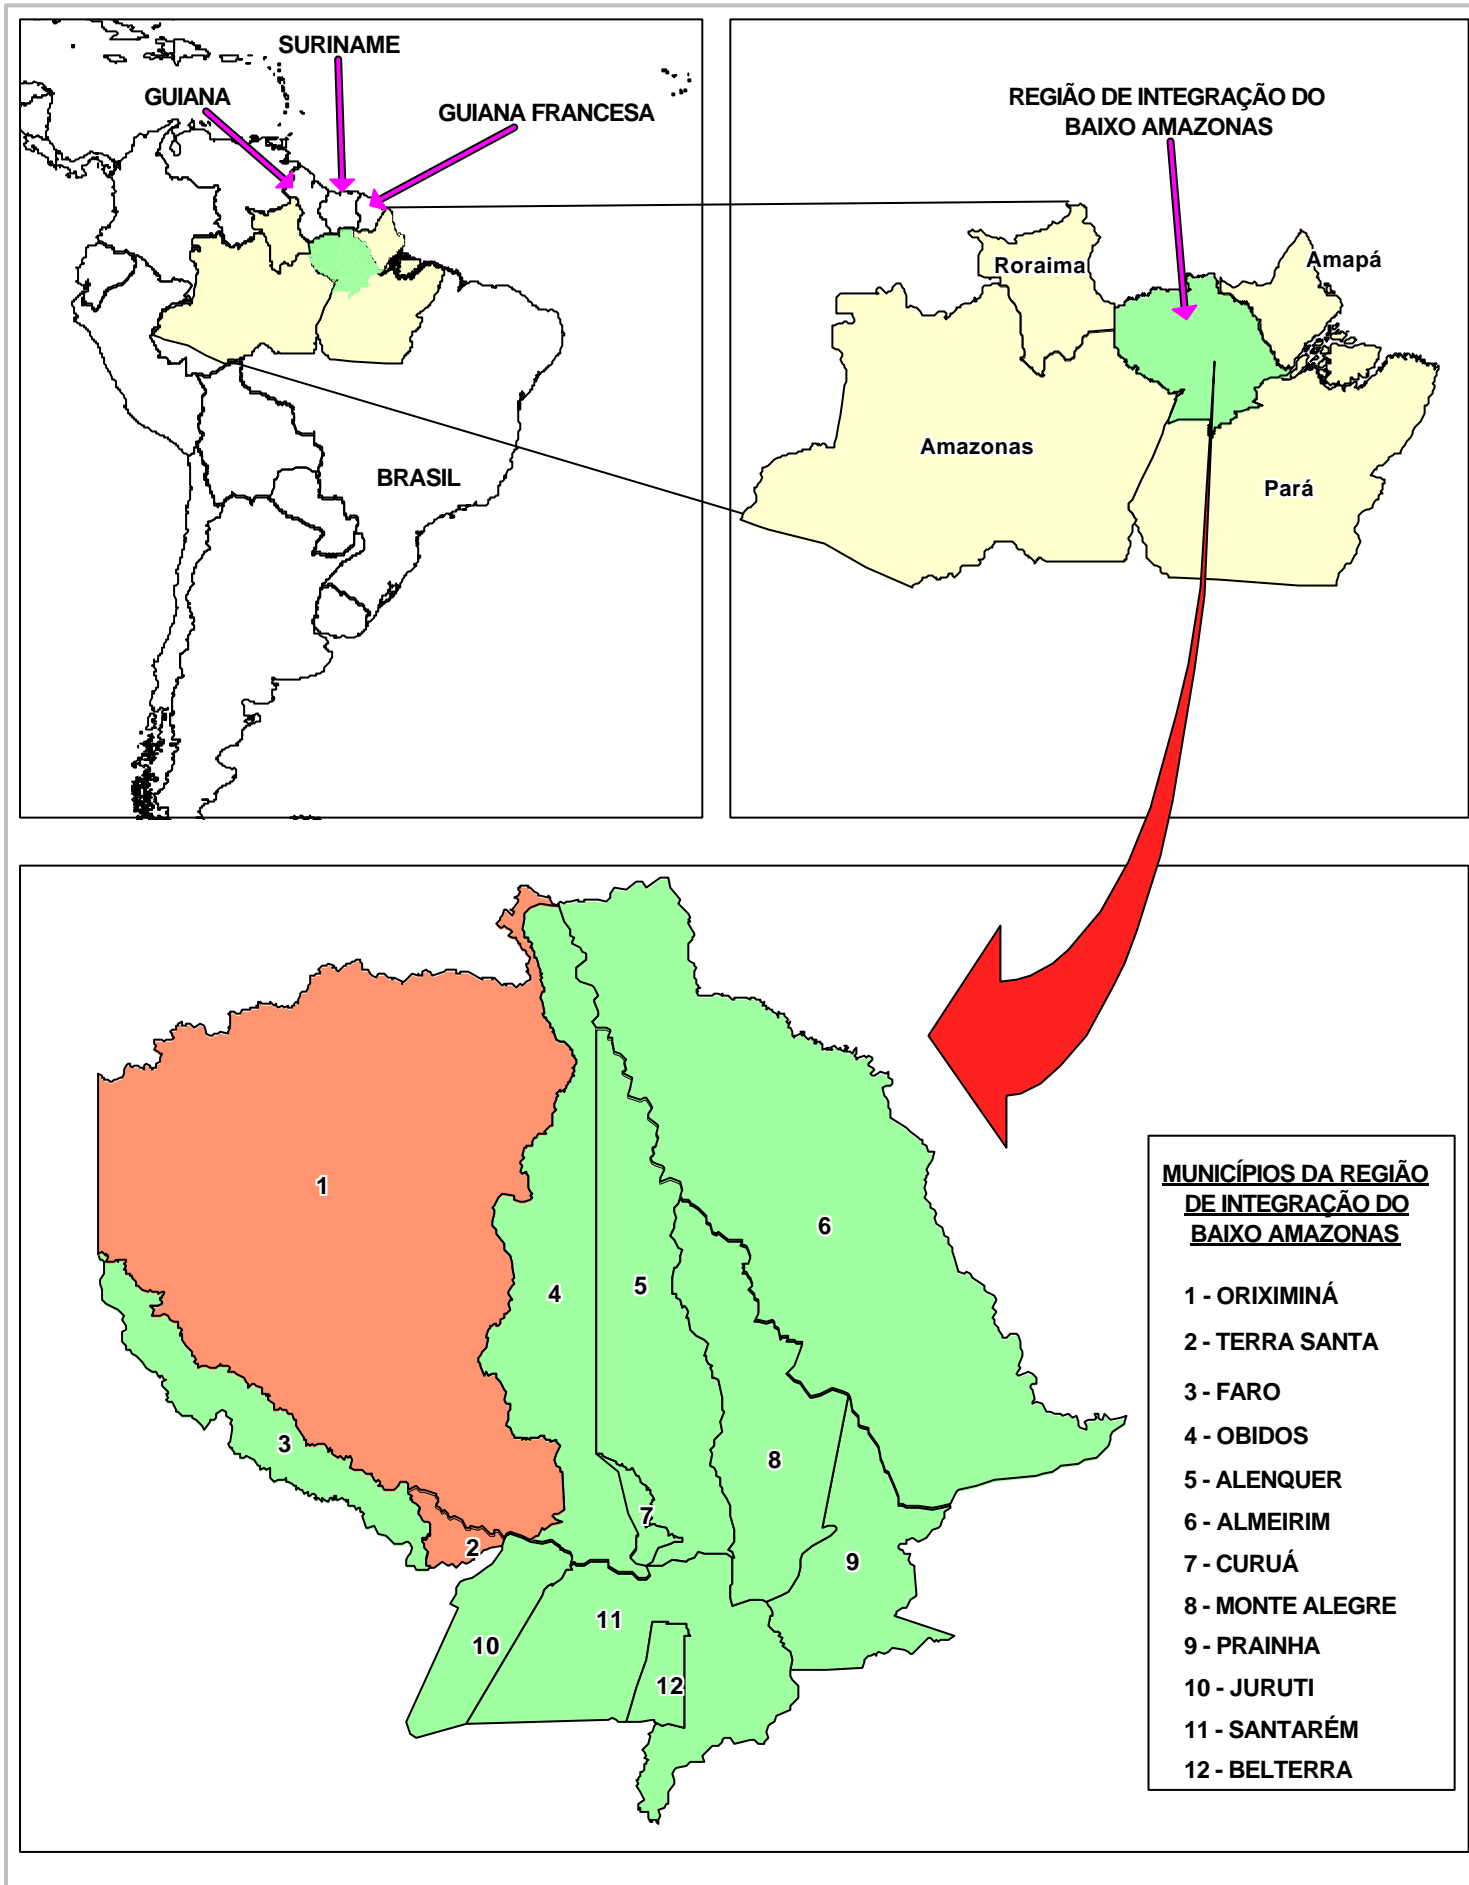 SURINAME
GUIANA
GUIANA FRANCESA
BRASIL
REGIÃO DE INTEGRAÇÃO DO
BAIXO AMAZONAS
Roraima
Amapá
Amazonas
Pará
1
2
3
4
5
6
7
8
9
10
11
12
MUNICÍPIOS DA REGIÃO
DE INTEGRAÇÃO DO
BAIXO AMAZONAS
1 - ORIXIMINÁ
2 - TERRA SANTA
3 - FARO
4 - OBIDOS
5 - ALENQUER
6 - ALMEIRIM
7 - CURUÁ
8 - MONTE ALEGRE
9 - PRAINHA
10 - JURUTI
11 - SANTARÉM
12 - BELTERRA